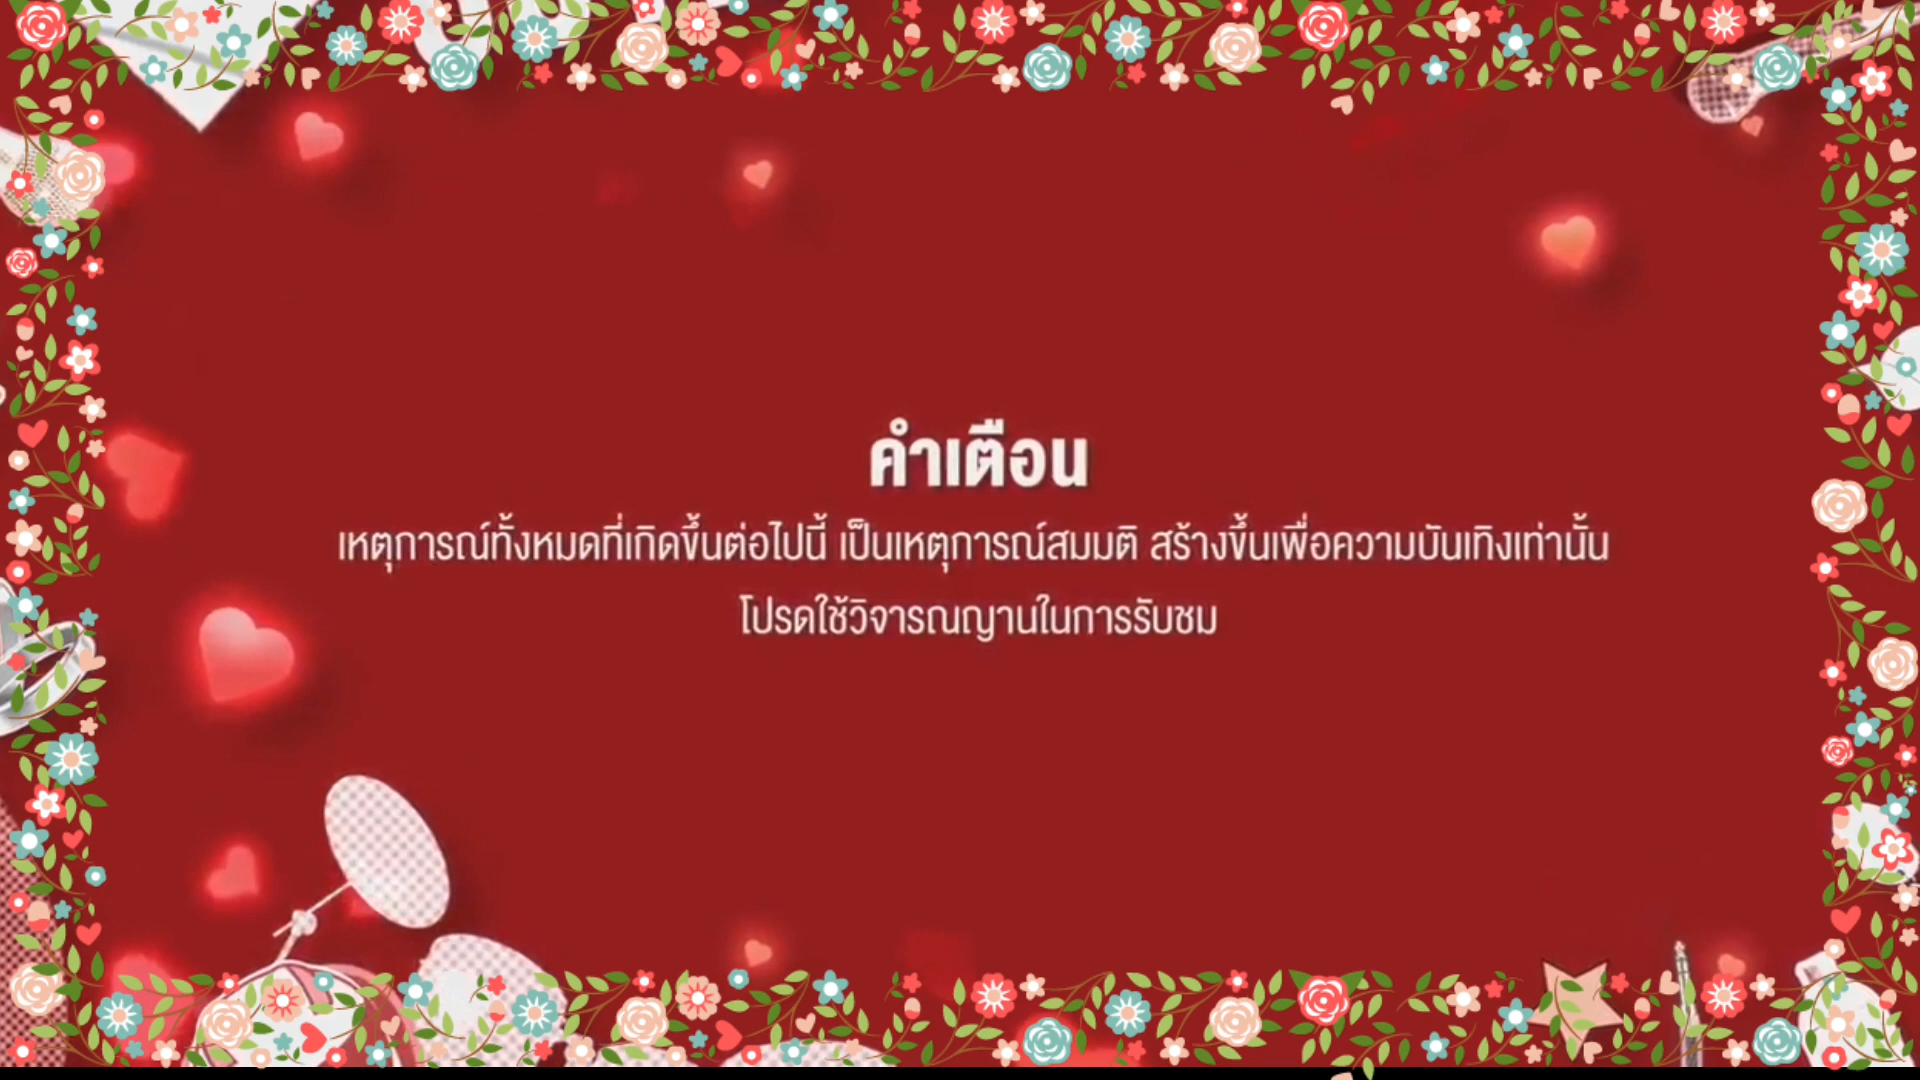 คำเตือน
เหตุการณ์ทั้งหมดที่เกิดขึ้นต่อไปนี้ เป็นเหตุการณ์สมมติ สร้างขึ้นเพื่อความบันเทิงเท่านั้น
โปรดใช้วิจารณญานในการรับชม